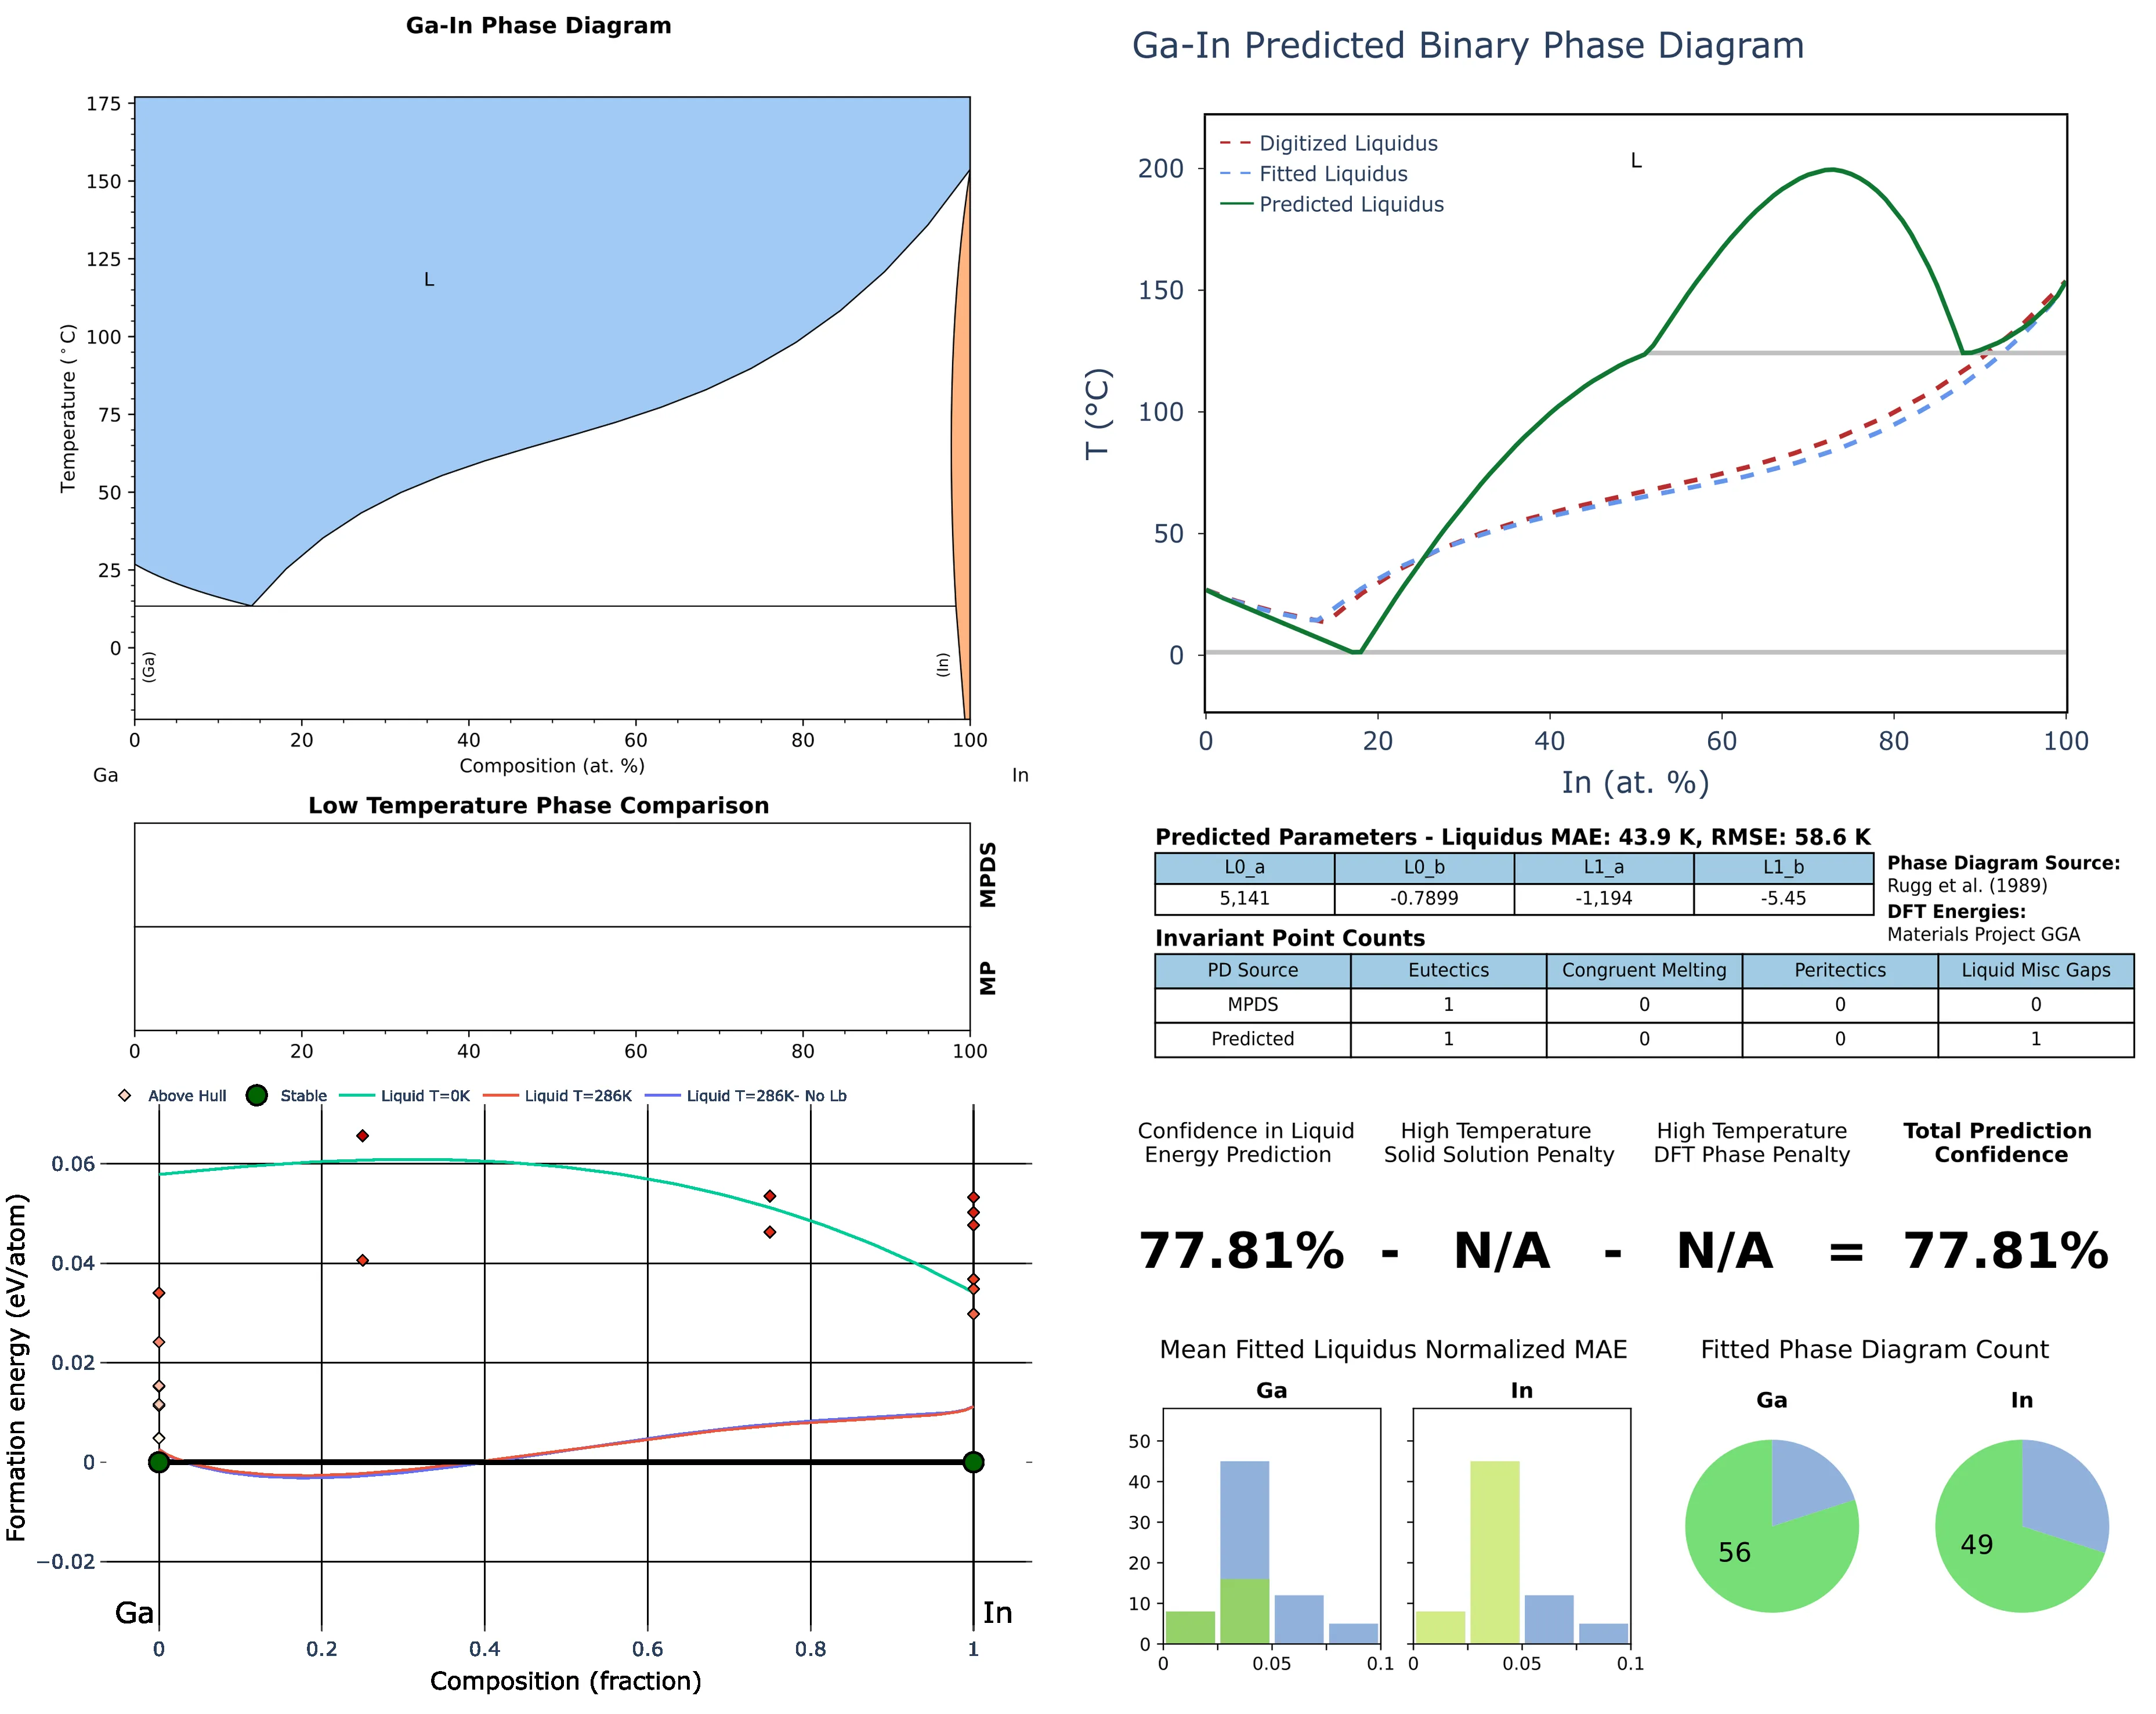 Ga-In Phase Diagram
175
150
125
100
75
50
25
0
Temperature (°C)
L
(Ga)
(In)
0 20 40 60 80 100
Composition (at. %)
Ga In
Low Temperature Phase Comparison
MPDS
MP
0 20 40 60 80 100
Above Hull Stable Liquid T=0K Liquid T=286K Liquid T=286K- No Lb
0.06
0.04
0.02
0
−0.02
Formation energy (eV/atom)
Ga In
0 0.2 0.4 0.6 0.8 1
Composition (fraction)
Ga-In Predicted Binary Phase Diagram
Digitized Liquidus
Fitted Liquidus
Predicted Liquidus
L
200
150
100
50
0
T (°C)
0 20 40 60 80 100
In (at. %)
Predicted Parameters - Liquidus MAE: 43.9 K, RMSE: 58.6 K
L0_a L0_b L1_a L1_b
5,141 -0.7899 -1,194 -5.45
Phase Diagram Source:
Rugg et al. (1989)
DFT Energies:
Materials Project GGA
Invariant Point Counts
PD Source Eutectics Congruent Melting Peritectics Liquid Misc Gaps
MPDS 1 0 0 0
Predicted 1 0 0 1
Confidence in Liquid
Energy Prediction
High Temperature
Solid Solution Penalty
High Temperature
DFT Phase Penalty
Total Prediction
Confidence
77.81% - N/A - N/A = 77.81%
Mean Fitted Liquidus Normalized MAE
Ga In
50
40
30
20
10
0
0 0.05 0.1 0 0.05 0.1
Fitted Phase Diagram Count
Ga In
56 49